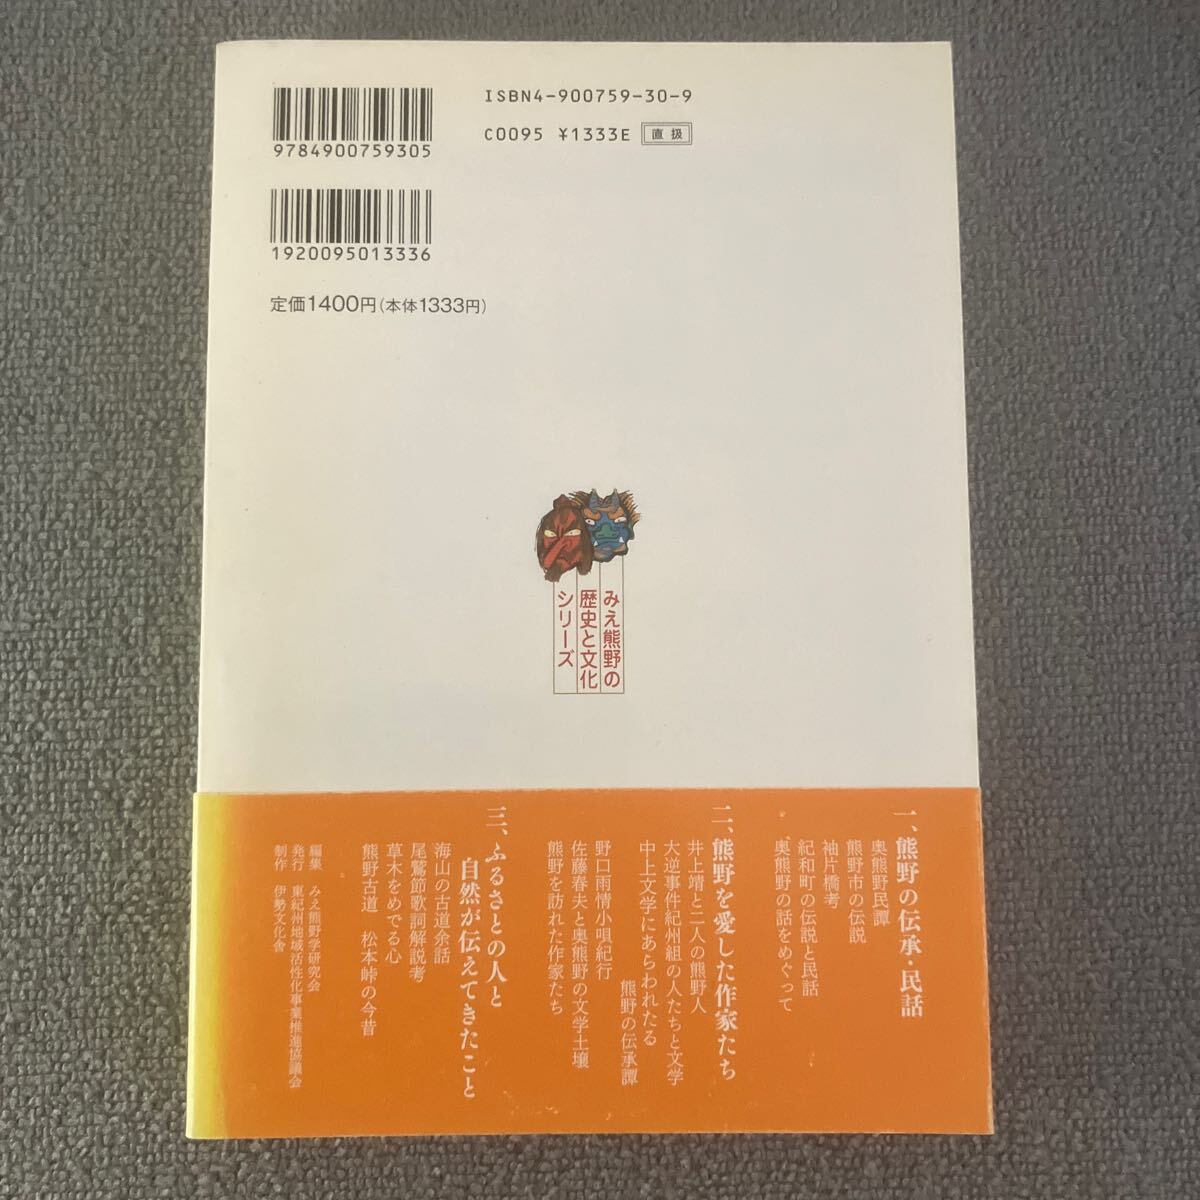 ISBN4-900759-30-9
C0095 ¥1333E
直扱
9784900759305
1920095013336
定価1400円(本体1333円)
みえ熊野の
歴史と文化
シリーズ
一、熊野の伝承・民話
奥熊野民譚
熊野市の伝説
袖片橋考
紀和町の伝説と民話
奥熊野の話をめぐって
二、熊野を愛した作家たち
井上靖と二人の熊野人
大逆事件紀州組の人たちと文学
中上文学にあらわれたる
熊野の伝承譚
野口雨情小唄紀行
佐藤春夫と奥熊野の文学土壌
熊野を訪れた作家たち
三、ふるさとの人と
自然が伝えてきたこと
海山の古道余話
尾鷲節歌詞解説考
草木をめでる心
熊野古道 松本峠の今昔
編集 みえ熊野学研究会
発行 東紀州地域活性化事業推進協議会
制作 伊勢文化舎